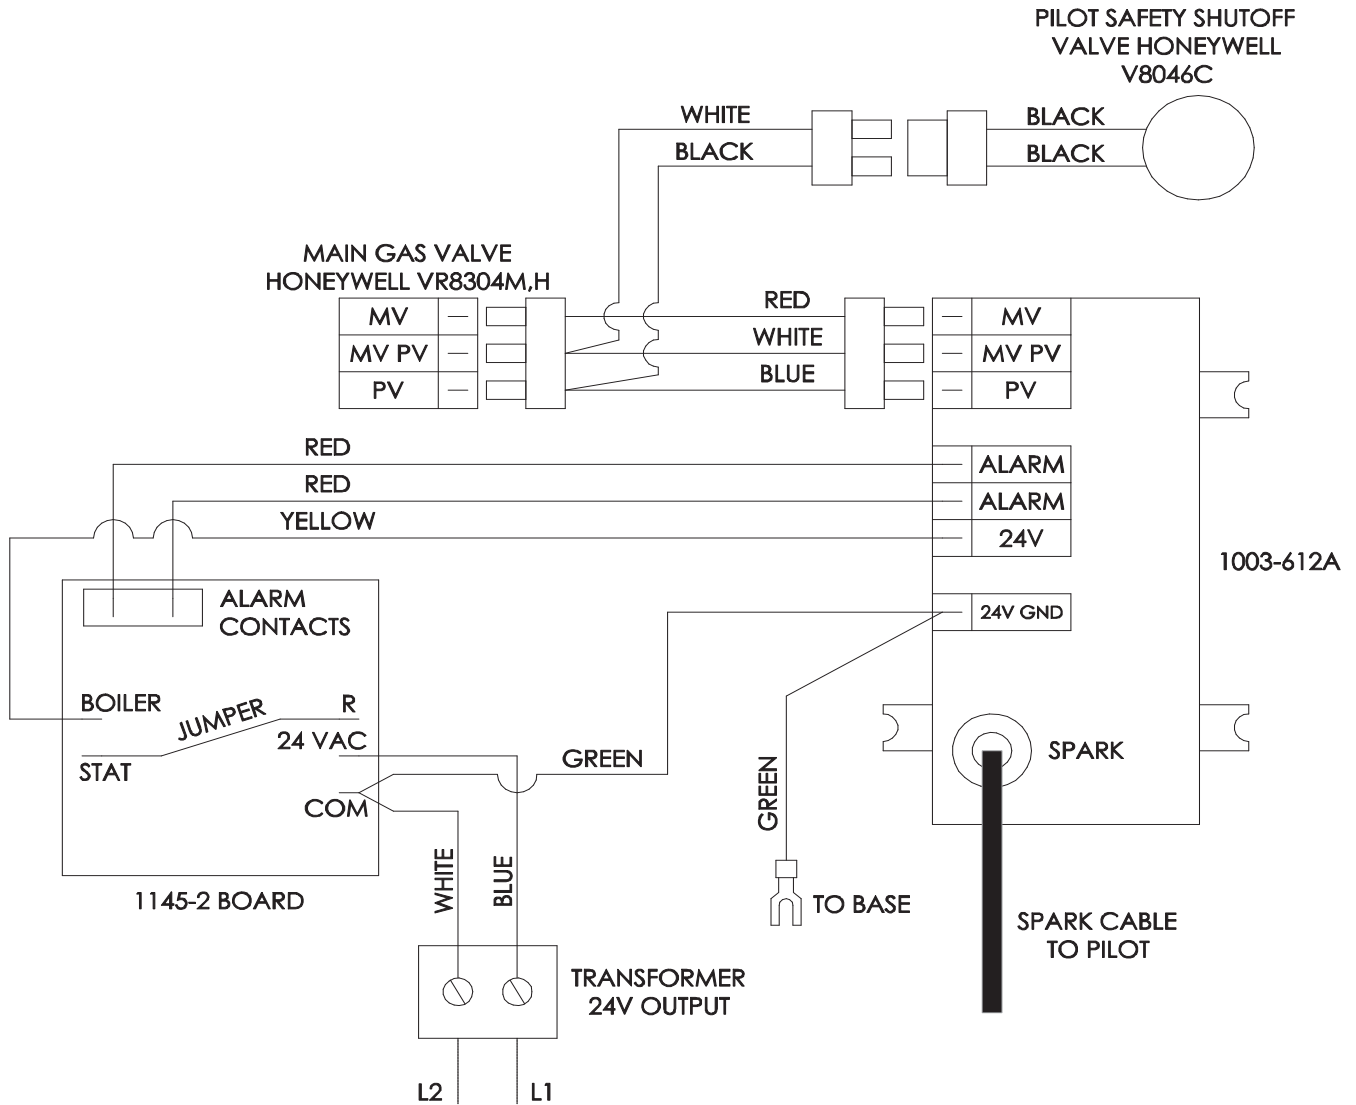 PILOT SAFETY SHUTOFF
VALVE HONEYWELL
V8046C
WHITE
BLACK
BLACK
BLACK
MAIN GAS VALVE
HONEYWELL VR8304M,H
MV
MV PV
PV
RED
WHITE
BLUE
MV
MV PV
PV
RED
RED
YELLOW
ALARM
ALARM
24V
24V GND
1003-612A
ALARM
CONTACTS
BOILER
JUMPER
R
24 VAC
STAT
COM
GREEN
GREEN
SPARK
WHITE
BLUE
1145-2 BOARD
TO BASE
SPARK CABLE
TO PILOT
TRANSFORMER
24V OUTPUT
L2
L1